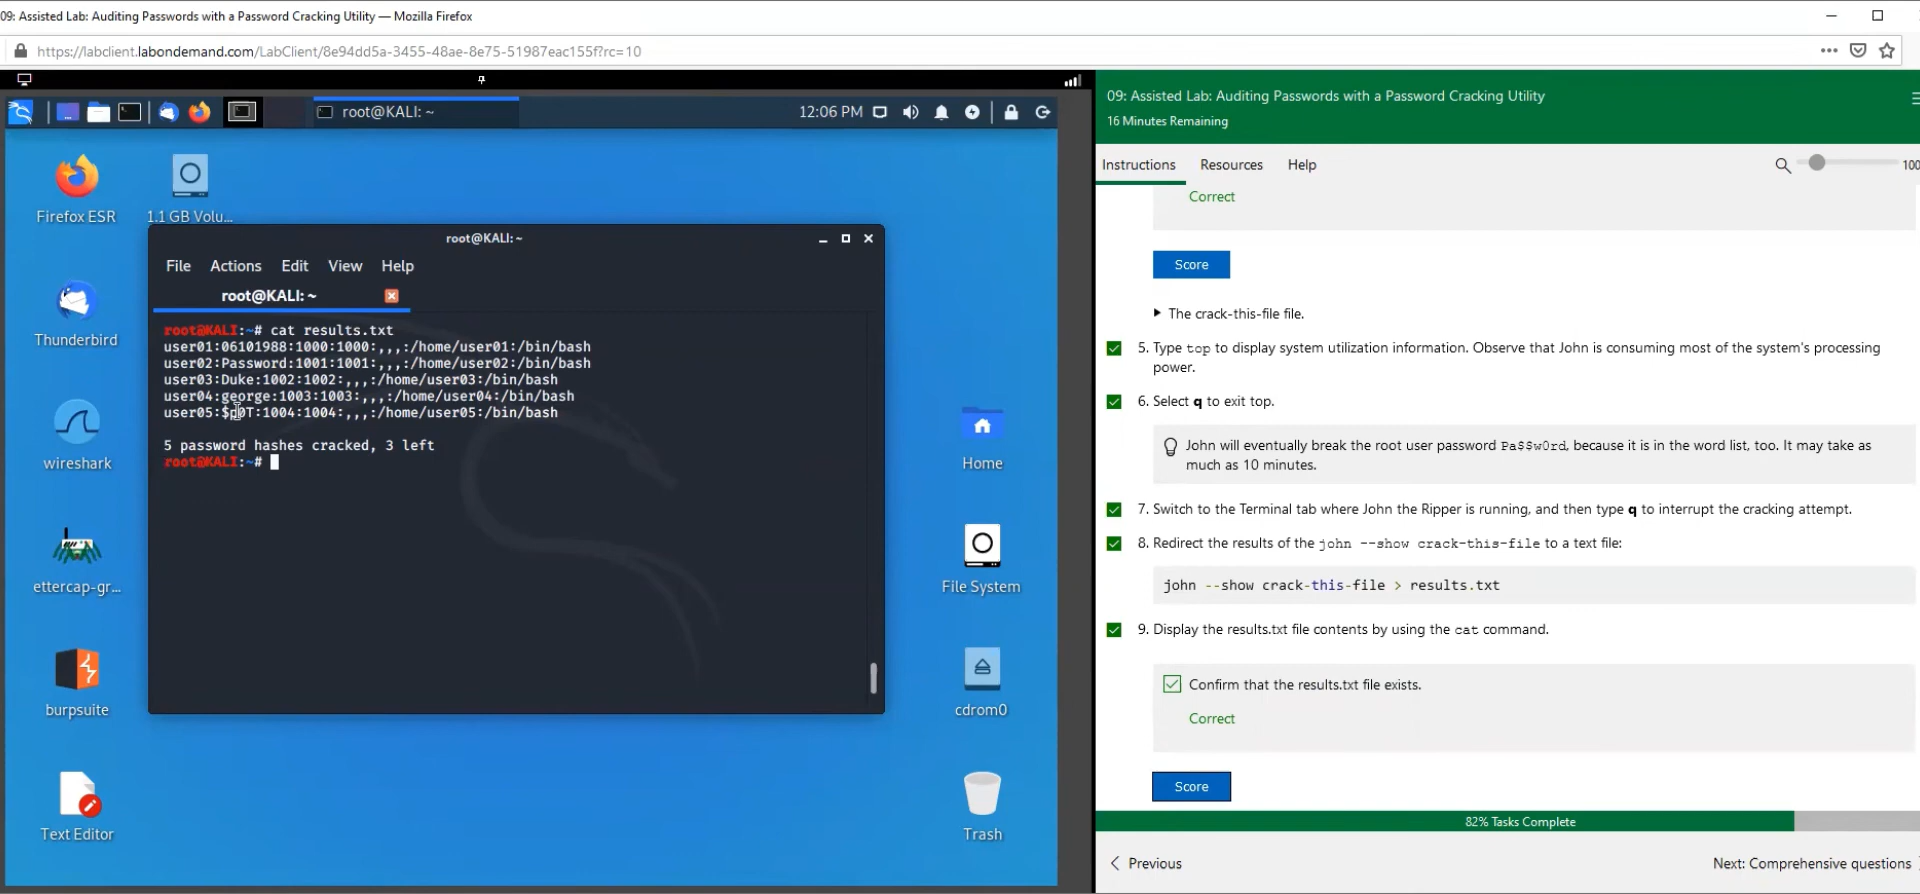 09: Assisted Lab: Auditing Passwords with a Password Cracking Utility — Mozilla Firefox
https://labclient.labondemand.com/LabClient/8e94dd5a-3455-48ae-8e75-51987eac155f?rc=10
root@KALI: ~
12:06 PM
Firefox ESR
1.1 GB Volu...
Thunderbird
wireshark
ettercap-gr...
burpsuite
Text Editor
root@KALI: ~
File Actions Edit View Help
root@KALI: ~
root@KALI:~# cat results.txt
user01:06101988:1000:1000:,,,:/home/user01:/bin/bash
user02:Password:1001:1001:,,,:/home/user02:/bin/bash
user03:Duke:1002:1002:,,,:/home/user03:/bin/bash
user04:george:1003:1003:,,,:/home/user04:/bin/bash
:1004:1004:,,,:/home/user05:/bin/bash
5 password hashes cracked, 3 left
root@KALI:~#
Home
File System
cdrom0
Trash
09: Assisted Lab: Auditing Passwords with a Password Cracking Utility
16 Minutes Remaining
Instructions Resources Help
100
Correct
Score
The crack-this-file file.
5. Type top to display system utilization information. Observe that John is consuming most of the system's processing
power.
6. Select q to exit top.
John will eventually break the root user password Pa$$w0rd, because it is in the word list, too. It may take as
much as 10 minutes.
7. Switch to the Terminal tab where John the Ripper is running, and then type q to interrupt the cracking attempt.
8. Redirect the results of the john --show crack-this-file to a text file:
john --show crack-this-file > results.txt
9. Display the results.txt file contents by using the cat command.
Confirm that the results.txt file exists.
Correct
Score
82% Tasks Complete
Previous
Next: Comprehensive questions